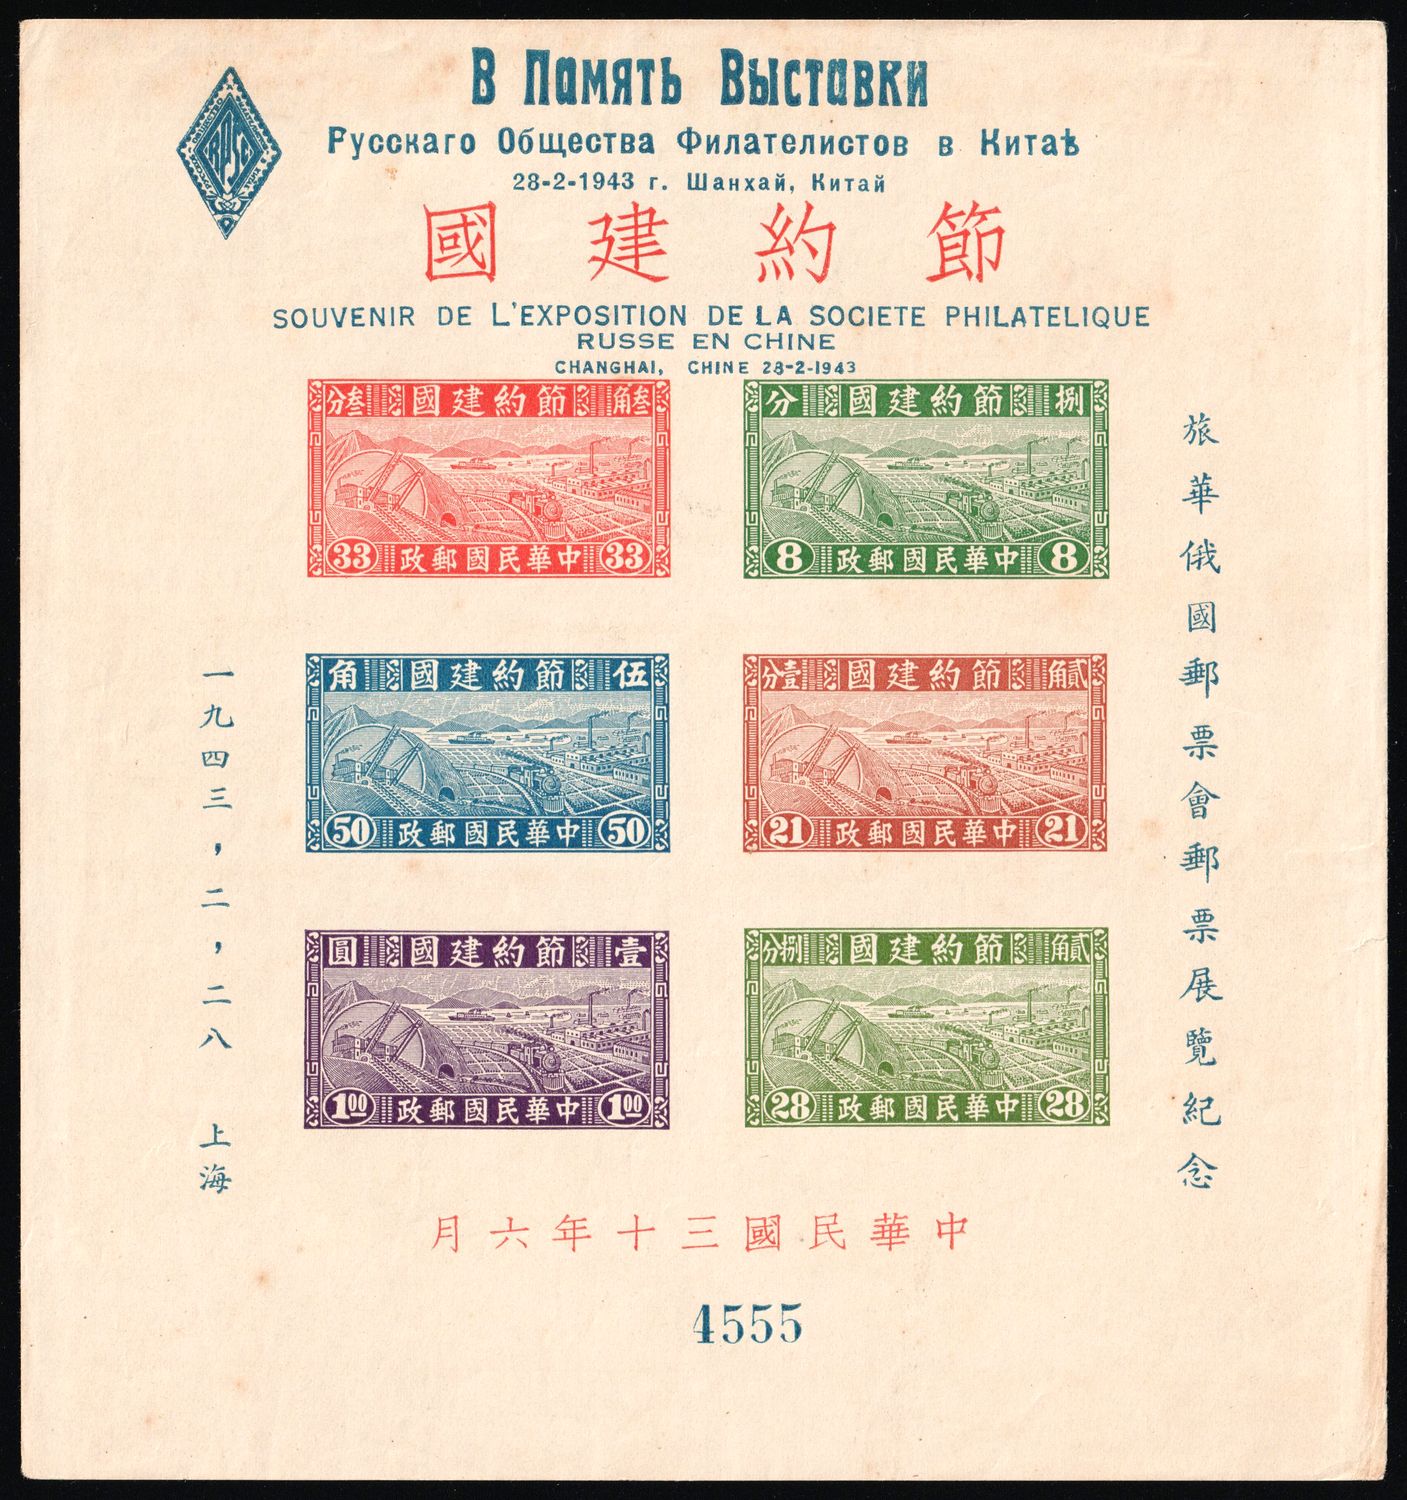 RPSC
В Память Выставки
Русскаго Общества Филателистов в Китаѣ
28-2-1943 г. Шанхай, Китай
節約建國
SOUVENIR DE L'EXPOSITION DE LA SOCIETE PHILATELIQUE
RUSSE EN CHINE
CHANGHAI, CHINE 28-2-1943
捌 節約建國 分
8 中華民國郵政 8
叁角 節約建國 叁分
33 中華民國郵政 33
貳角 節約建國 壹分
21 中華民國郵政 21
伍 節約建國 角
50 中華民國郵政 50
貳角 節約建國 捌分
28 中華民國郵政 28
壹 節約建國 圓
1.00 中華民國郵政 1.00
旅華俄國郵票會郵票展覽紀念
一九四三，二，二八 上海
中華民國三十年六月
4555